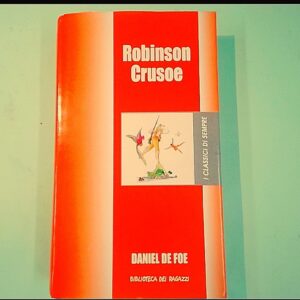 Robinson
Crusoe
I CLASSICI DI SEMPRE
DANIEL DE FOE
BIBLIOTECA DEI RAGAZZI